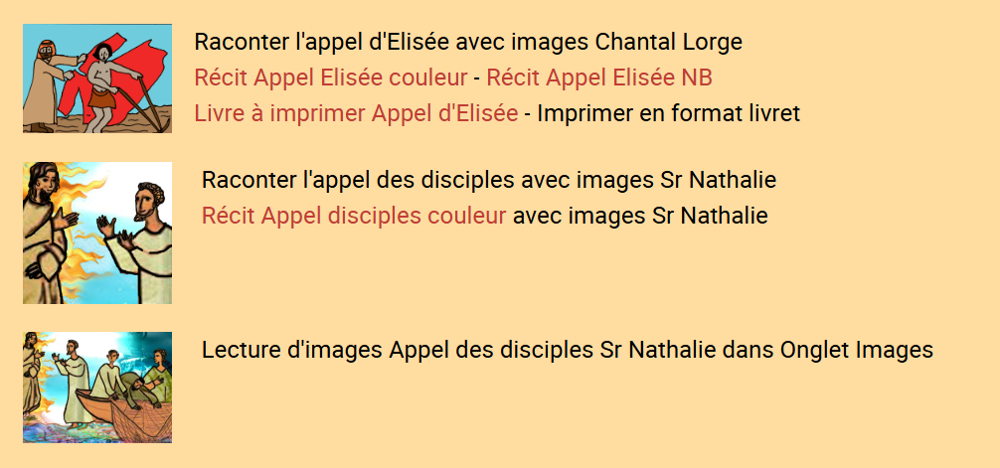 Raconter l'appel d'Elisée avec images Chantal Lorge
Récit Appel Elisée couleur - Récit Appel Elisée NB
Livre à imprimer Appel d'Elisée - Imprimer en format livret
Raconter l'appel des disciples avec images Sr Nathalie
Récit Appel disciples couleur avec images Sr Nathalie
Lecture d'images Appel des disciples Sr Nathalie dans Onglet Images